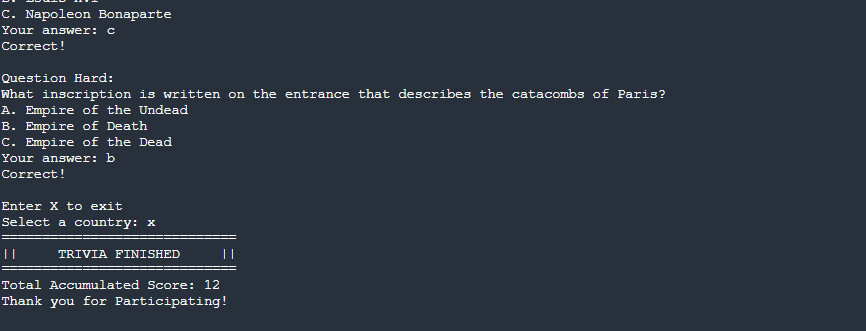 C. Napoleon Bonaparte
Your answer: c
Correct!
Question Hard:
What inscription is written on the entrance that describes the catacombs of Paris?
A. Empire of the Undead
B. Empire of Death
C. Empire of the Dead
Your answer: b
Correct!
Enter X to exit
Select a country: x
==============================
||     TRIVIA FINISHED     ||
==============================
Total Accumulated Score: 12
Thank you for Participating!